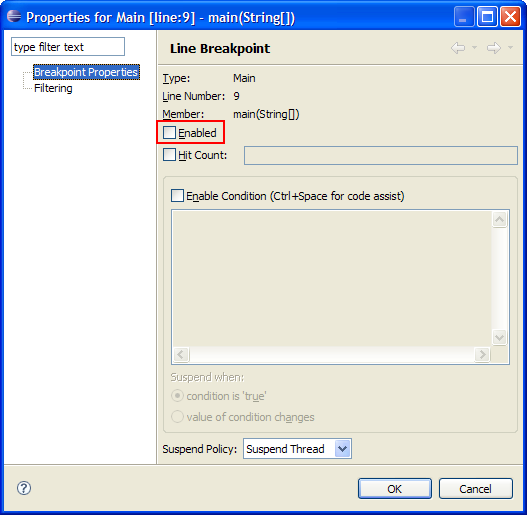 Properties for Main [line:9] - main(String[])
type filter text
Breakpoint Properties
Filtering
Line Breakpoint
Type: Main
Line Number: 9
Member: main(String[])
Enabled
Hit Count:
Enable Condition (Ctrl+Space for code assist)
Suspend when:
condition is 'true'
value of condition changes
Suspend Policy: Suspend Thread
?
OK Cancel